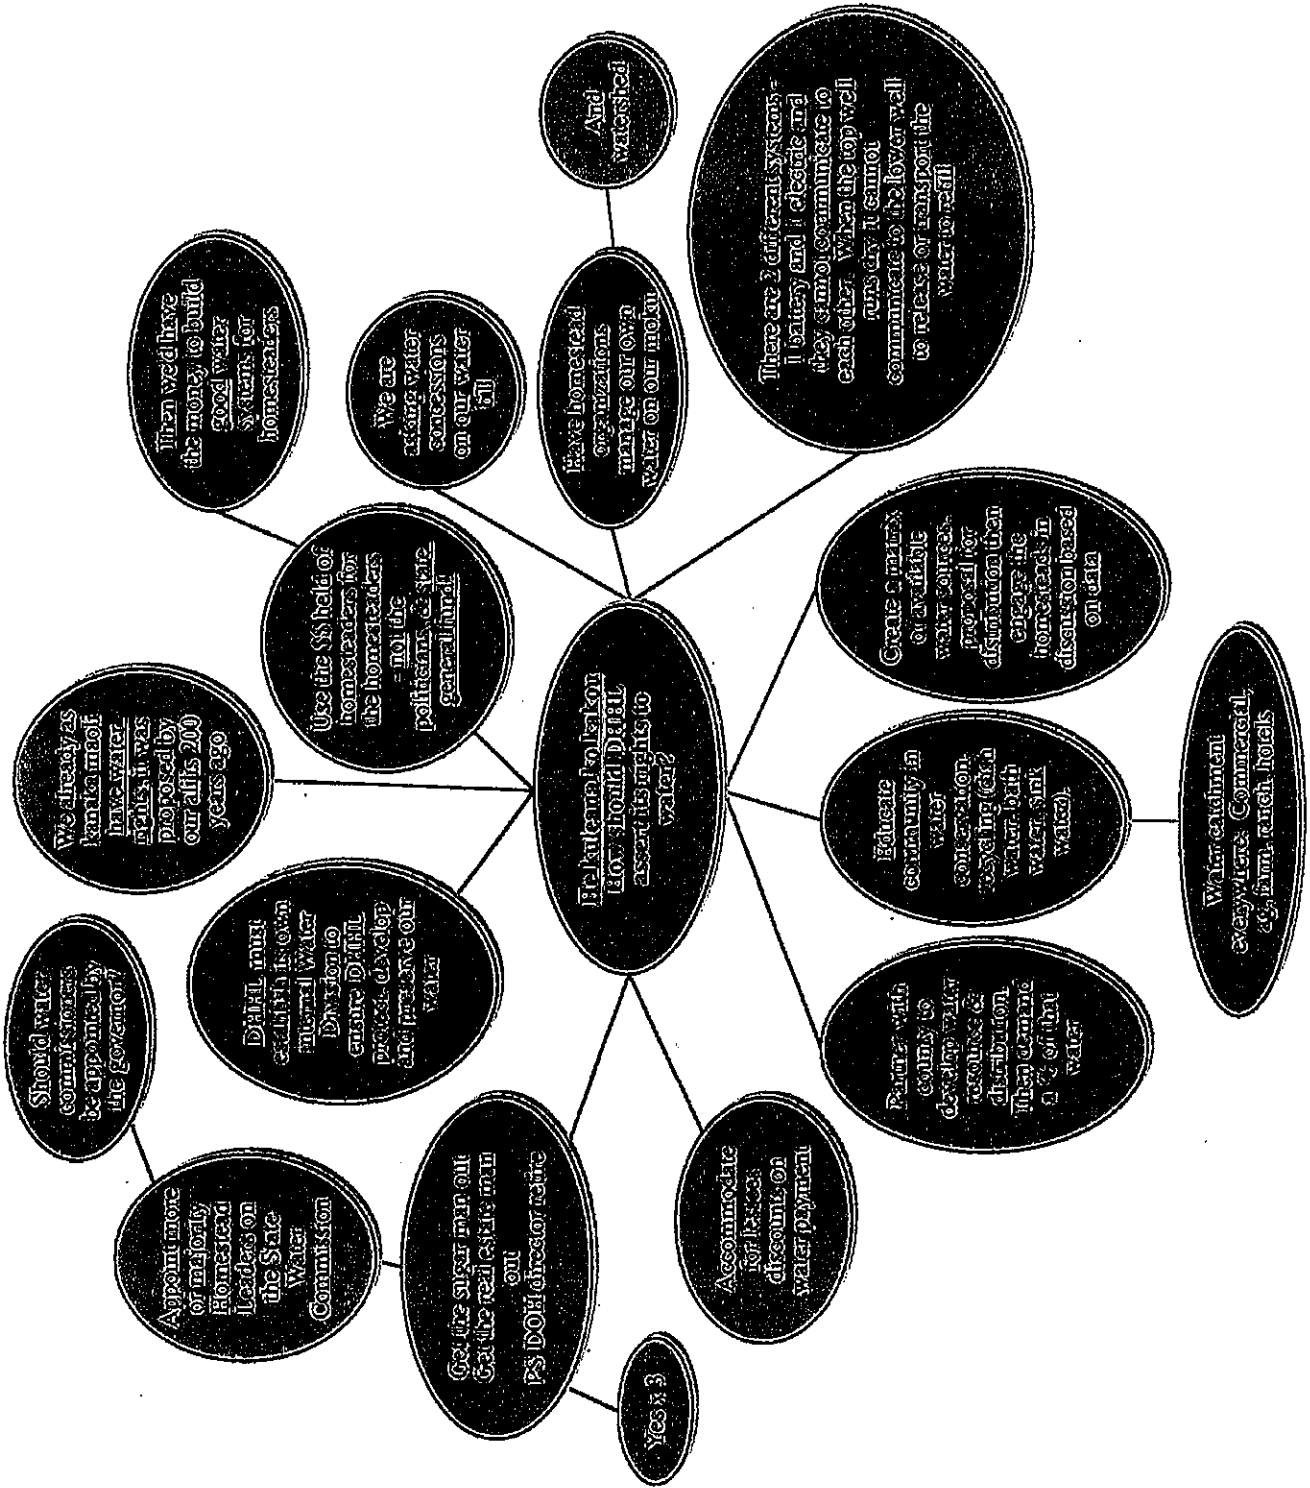 Should water
commissioners
be appointed by
the governor?
Appoint more
or majority
Homestead
Leaders on
the State
Water
Commission
Get the sugar man out
Get the real estate man
out
PS DOH director retire
Yes x 3
DHHL must
establish its own
internal Water
Division to
ensure DHHL
protects, develop
and preserve our
water
We already as
kanaka maoli
have water
rights, it was
proposed by
our aliis 200
years ago
Use the $$ held of
homesteaders for
the homesteaders
– not the
politicians, de state
general fund!
Then we'd have
the money to build
good water
systems for
homesteaders
We are
asking water
concessions
on our water
bill
Have homestead
organizations
manage our own
water on our moku
And
watershed
There are 2 different systems -
1 battery and 1 electric and
they cannot communicate to
each other. When the top well
runs dry it cannot
communicate to the lower well
to release or transport the
water to refill
How should DHHL
assert its rights to
water?
Accommodate
for lessees
discounts on
water payment
Partner with
county to
develop water
resource &
distribution.
Then demand
a % of that
water
Educate
community in
water
conservation,
recycling (dish
water, bath
water, sink
water).
Water catchment
everywhere. Commercial,
ag, farm, ranch, hotels
Create a matrix
of available
water sources,
proposal for
distribution then
engage the
homesteads in
discussion based
on data